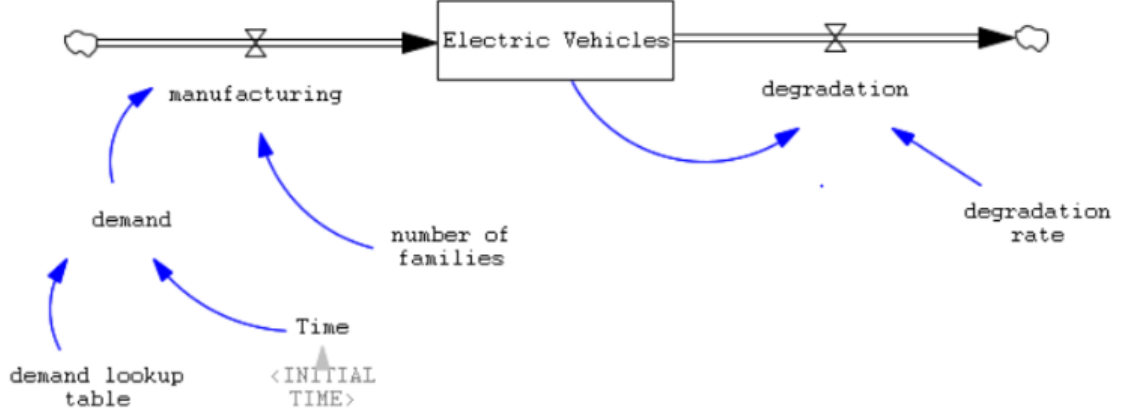 Electric Vehicles
manufacturing
degradation
demand
number of
families
degradation
rate
Time
demand lookup
table
<INITIAL
TIME>